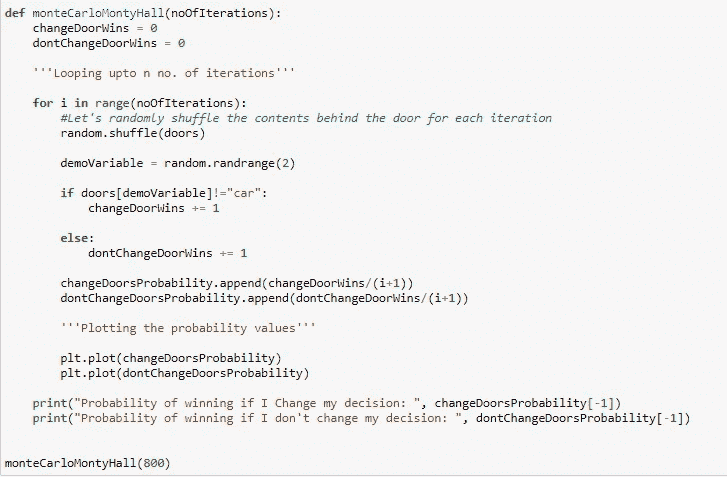 def monteCarloMontyHall(noOfIterations):
    changeDoorWins = 0
    dontChangeDoorWins = 0
    '''Looping upto n no. of iterations'''
    for i in range(noOfIterations):
        #Let's randomly shuffle the contents behind the door for each iteration
        random.shuffle(doors)
        demoVariable = random.randrange(2)
        if doors[demoVariable]!="car":
            changeDoorWins += 1
        else:
            dontChangeDoorWins += 1
        changeDoorsProbability.append(changeDoorWins/(i+1))
        dontChangeDoorsProbability.append(dontChangeDoorWins/(i+1))
        '''Plotting the probability values'''
        plt.plot(changeDoorsProbability)
        plt.plot(dontChangeDoorsProbability)
    print("Probability of winning if I Change my decision: ", changeDoorsProbability[-1])
    print("Probability of winning if I don't change my decision: ", dontChangeDoorsProbability[-1])
monteCarloMontyHall(800)